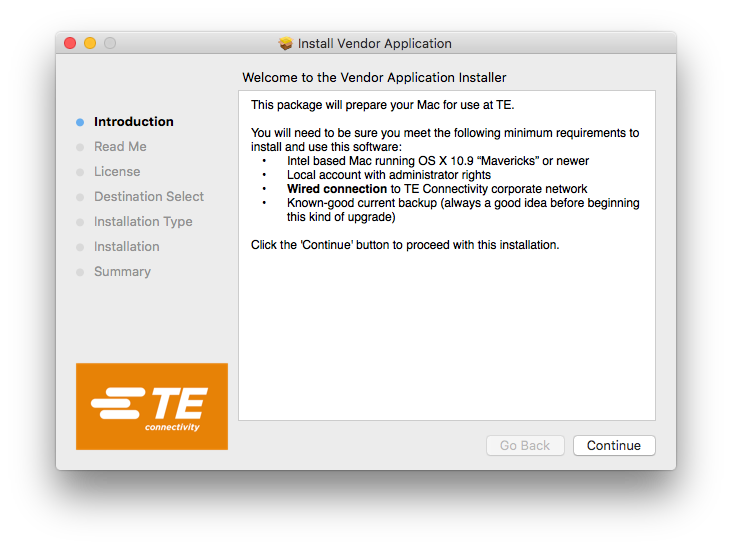 Install Vendor Application
Welcome to the Vendor Application Installer
Introduction
Read Me
License
Destination Select
Installation Type
Installation
Summary
This package will prepare your Mac for use at TE.
You will need to be sure you meet the following minimum requirements to
install and use this software:
• Intel based Mac running OS X 10.9 “Mavericks” or newer
• Local account with administrator rights
• Wired connection to TE Connectivity corporate network
• Known-good current backup (always a good idea before beginning
this kind of upgrade)
Click the 'Continue' button to proceed with this installation.
TE
connectivity
Go Back
Continue